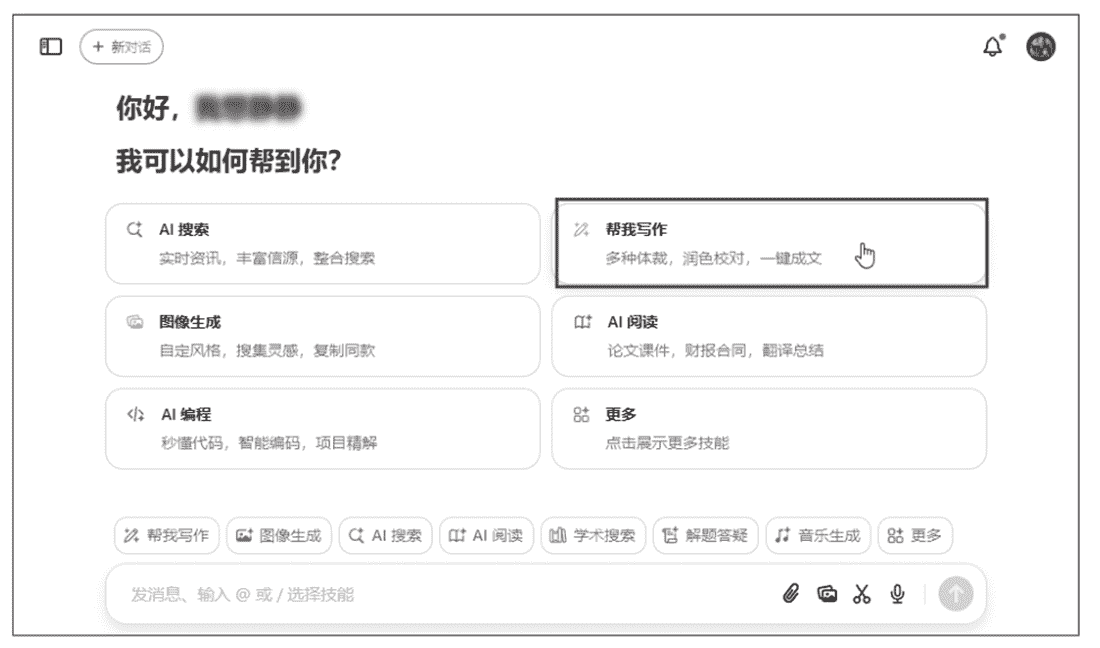 + 新对话
你好，
我可以如何帮到你？
AI 搜索
实时资讯，丰富信源，整合搜索
帮我写作
多种体裁，润色校对，一键成文
图像生成
自定风格，搜集灵感，复制同款
AI 阅读
论文课件，财报合同，翻译总结
AI 编程
秒懂代码，智能编码，项目精解
更多
点击展示更多技能
帮我写作 图像生成 AI 搜索 AI 阅读 学术搜索 解题答疑 音乐生成 更多
发消息、输入 @ 或 / 选择技能